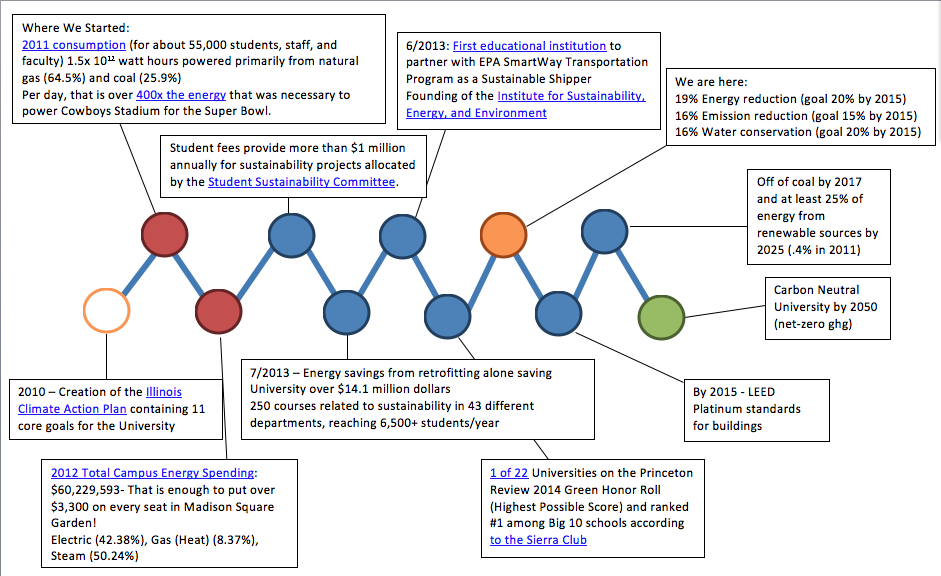 Where We Started:
2011 consumption (for about 55,000 students, staff, and
faculty) 1.5x 10¹² watt hours powered primarily from natural
gas (64.5%) and coal (25.9%)
Per day, that is over 400x the energy that was necessary to
power Cowboys Stadium for the Super Bowl.
6/2013: First educational institution to
partner with EPA SmartWay Transportation
Program as a Sustainable Shipper
Founding of the Institute for Sustainability,
Energy, and Environment
We are here:
19% Energy reduction (goal 20% by 2015)
16% Emission reduction (goal 15% by 2015)
16% Water conservation (goal 20% by 2015)
Student fees provide more than $1 million
annually for sustainability projects allocated
by the Student Sustainability Committee.
Off of coal by 2017
and at least 25% of
energy from
renewable sources by
2025 (.4% in 2011)
Carbon Neutral
University by 2050
(net-zero ghg)
2010 – Creation of the Illinois
Climate Action Plan containing 11
core goals for the University
7/2013 – Energy savings from retrofitting alone saving
University over $14.1 million dollars
250 courses related to sustainability in 43 different
departments, reaching 6,500+ students/year
By 2015 - LEED
Platinum standards
for buildings
2012 Total Campus Energy Spending:
$60,229,593- That is enough to put over
$3,300 on every seat in Madison Square
Garden!
Electric (42.38%), Gas (Heat) (8.37%),
Steam (50.24%)
1 of 22 Universities on the Princeton
Review 2014 Green Honor Roll
(Highest Possible Score) and ranked
#1 among Big 10 schools according
to the Sierra Club